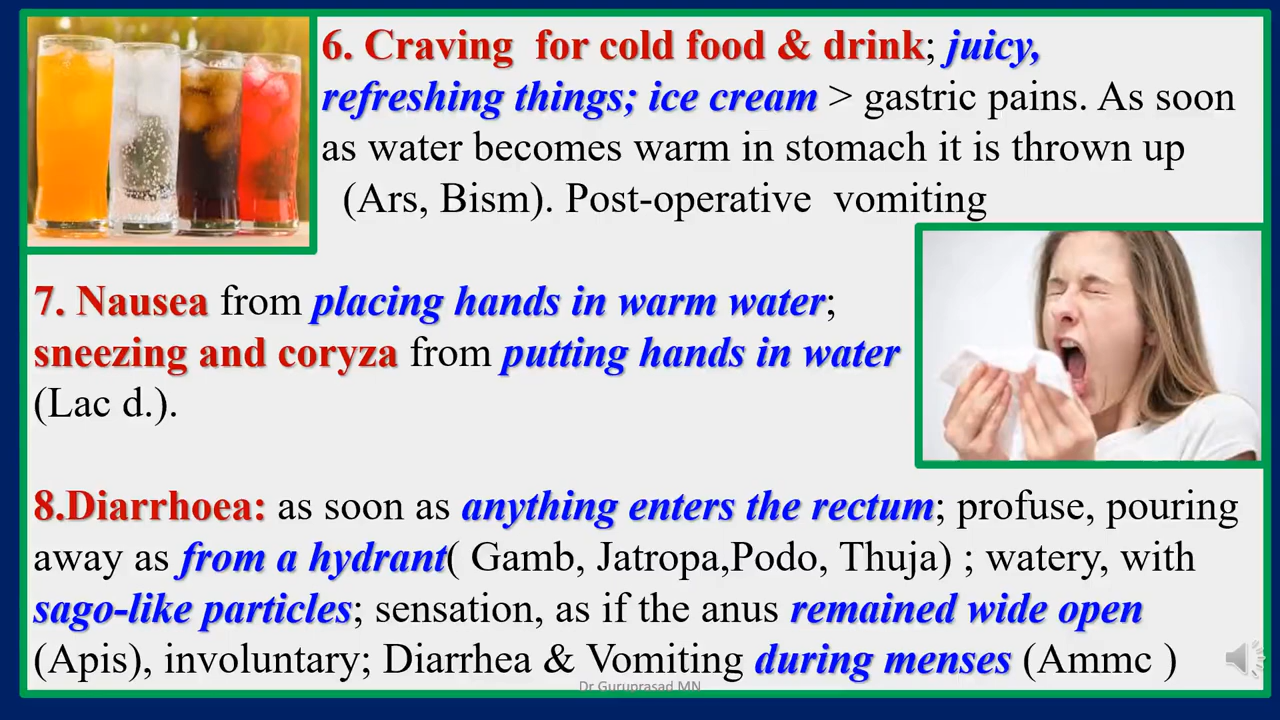 6. Craving for cold food & drink; juicy,
refreshing things; ice cream > gastric pains. As soon
as water becomes warm in stomach it is thrown up
(Ars, Bism). Post-operative vomiting
7. Nausea from placing hands in warm water;
sneezing and coryza from putting hands in water
(Lac d.).
8.Diarrhoea: as soon as anything enters the rectum; profuse, pouring
away as from a hydrant( Gamb, Jatropa,Podo, Thuja) ; watery, with
sago-like particles; sensation, as if the anus remained wide open
(Apis), involuntary; Diarrhea & Vomiting during menses (Ammc )
Dr Guruprasad MN